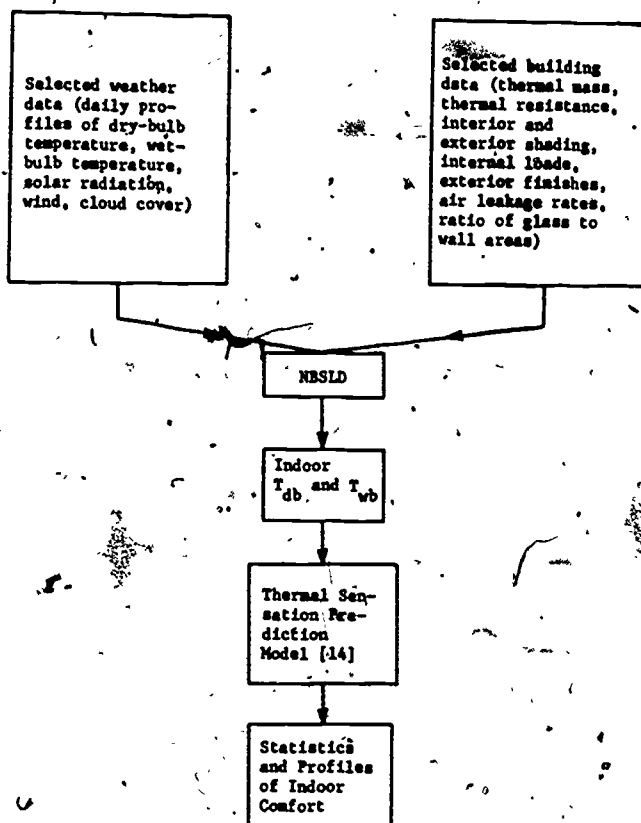 Selected weather
data (daily pro-
files of dry-bulb
temperature, wet-
bulb temperature,
solar radiation,
wind, cloud cover)
Selected building
data (thermal mass,
thermal resistance,
interior and
exterior shading,
internal loads,
exterior finishes,
air leakage rates,
ratio of glass to
wall areas)
NBSLD
Indoor
T_db and T_wb
Thermal Sen-
sation Pre-
diction
Model [14]
Statistics
and Profiles
of Indoor
Comfort